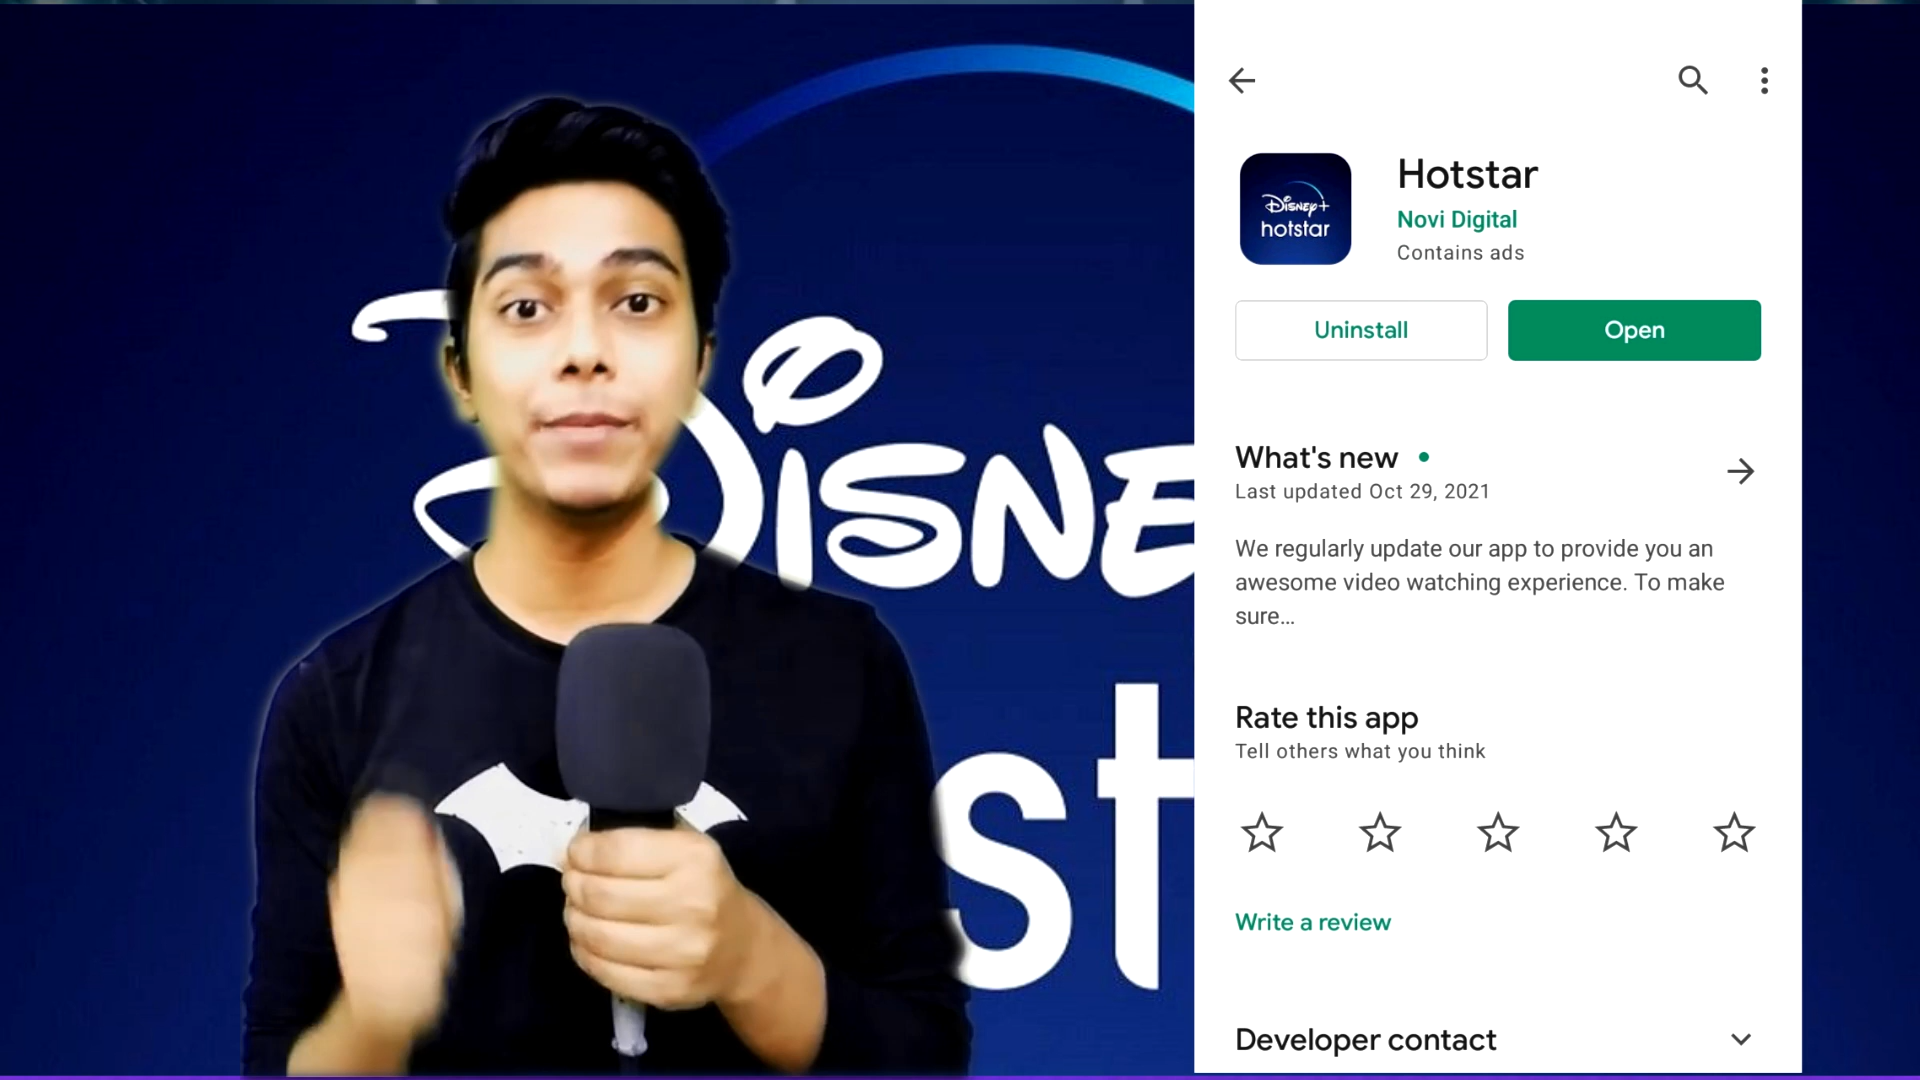 DISNE
st
Disney+
hotstar
Hotstar
Novi Digital
Contains ads
Uninstall
Open
What's new
Last updated Oct 29, 2021
We regularly update our app to provide you an
awesome video watching experience. To make
sure...
Rate this app
Tell others what you think
Write a review
Developer contact